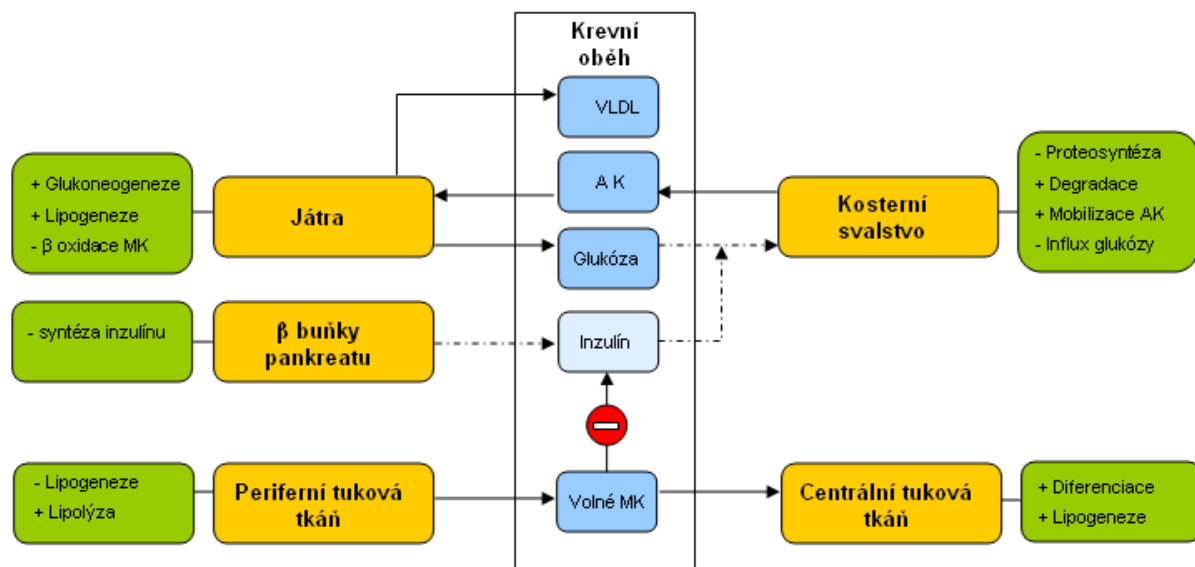 Krevní
oběh
VLDL
+ Glukoneogeneze
+ Lipogeneze
- β oxidace MK
Játra
A K
Glukóza
Kosterní
svalstvo
- Proteosyntéza
+ Degradace
+ Mobilizace AK
- Influx glukózy
- syntéza inzulínu
β buňky
pankreatu
Inzulín
- Lipogeneze
+ Lipolýza
Periferní tuková
tkáň
Volné MK
Centrální tuková
tkáň
+ Diferenciace
+ Lipogeneze